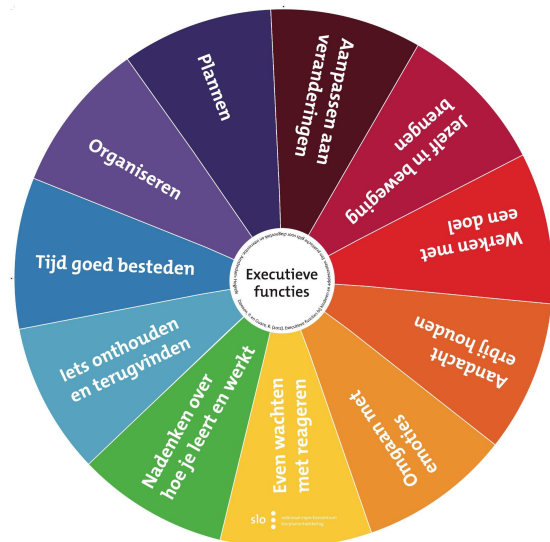 Executieve
functies
Plannen
Aanpassen aan
veranderingen
Jezelf in beweging
brengen
Werken met
een doel
Aandacht
erbij houden
Omgaan met
emoties
Even wachten
met reageren
Nadenken over
hoe je leert en werkt
Iets onthouden
en terugvinden
Tijd goed besteden
Organiseren
slo